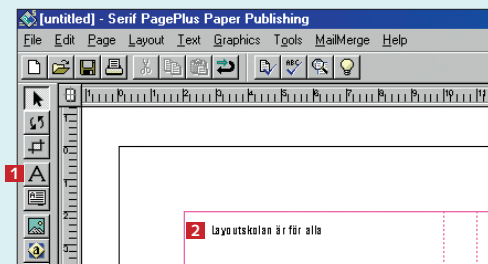 [untitled] - Serif PagePlus Paper Publishing
File Edit Page Layout Text Graphics Tools MailMerge Help
ABC
1
2 Layoutskolan är för alla